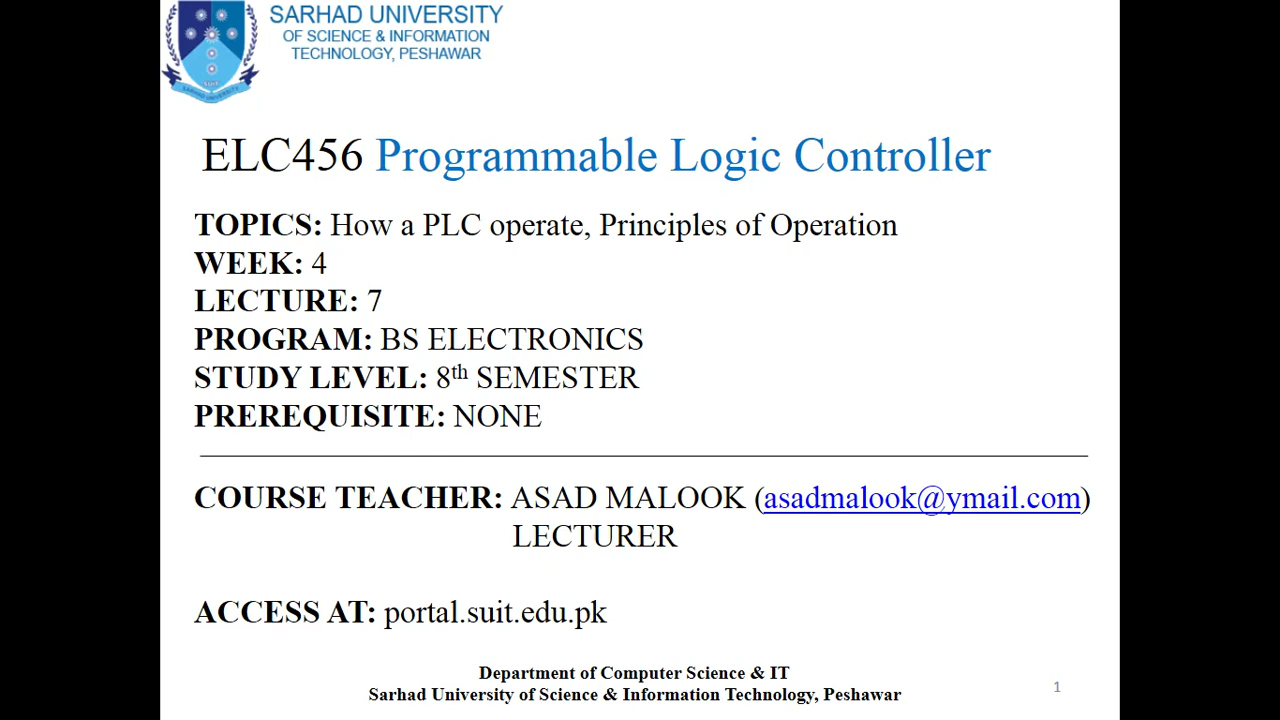 SARHAD UNIVERSITY
OF SCIENCE & INFORMATION
TECHNOLOGY, PESHAWAR
SUIT
SARHAD UNIVERSITY
ELC456 Programmable Logic Controller
TOPICS: How a PLC operate, Principles of Operation
WEEK: 4
LECTURE: 7
PROGRAM: BS ELECTRONICS
STUDY LEVEL: 8th SEMESTER
PREREQUISITE: NONE
COURSE TEACHER: ASAD MALOOK (asadmalook@ymail.com)
LECTURER
ACCESS AT: portal.suit.edu.pk
Department of Computer Science & IT
Sarhad University of Science & Information Technology, Peshawar
1